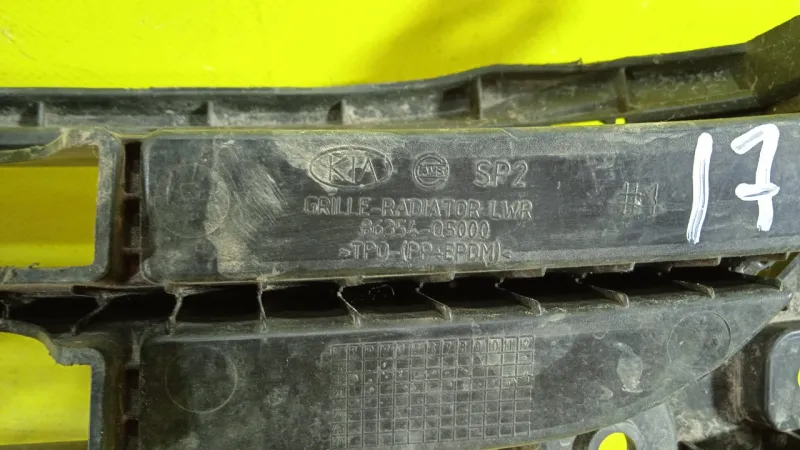 KIA SP2
#1
17
GRILLE-RADIATOR LWR
86354-Q5000
>TPO-(PP+EPDM)<